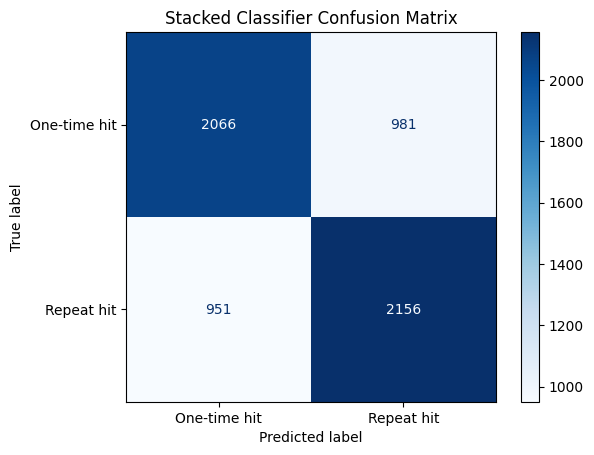 Stacked Classifier Confusion Matrix
One-time hit
2066
981
Repeat hit
951
2156
True label
One-time hit
Repeat hit
Predicted label
2000
1800
1600
1400
1200
1000